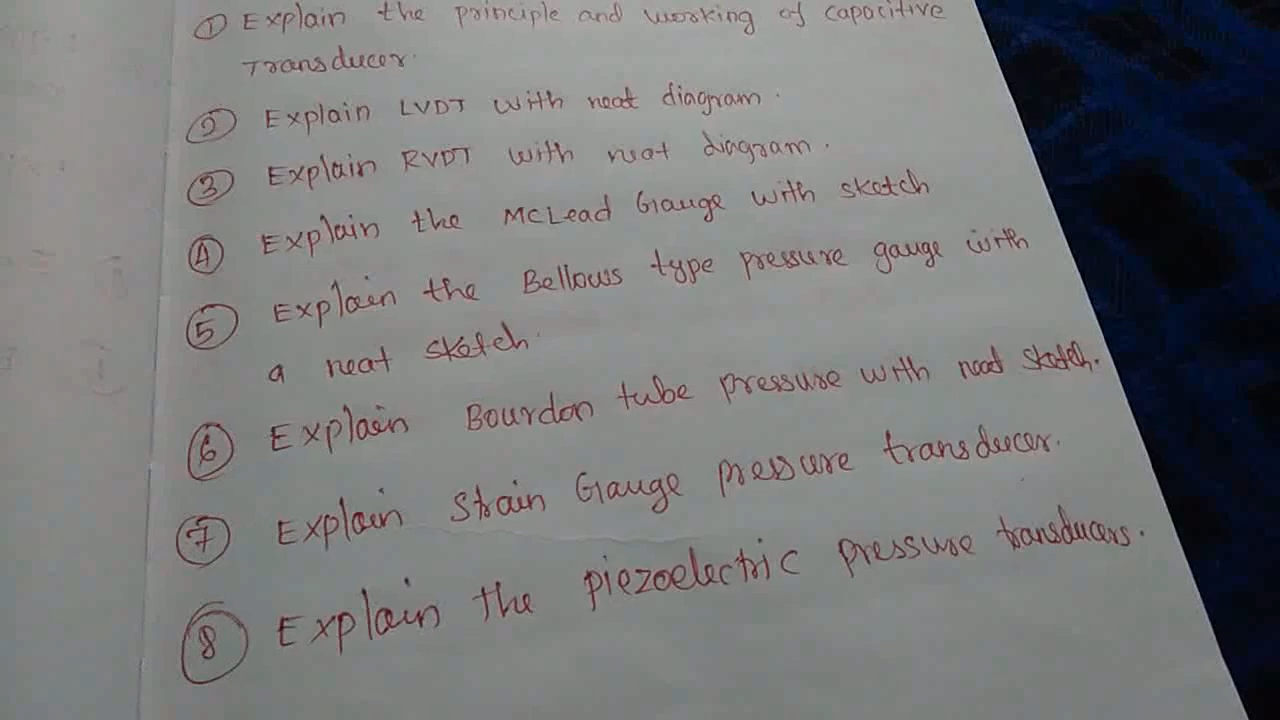 ① Explain the principle and working of capacitive
Transducer.
② Explain LVDT with neat diagram.
③ Explain RVDT with neat diagram.
④ Explain the McLead Gauge with sketch
⑤ Explain the Bellows type pressure gauge with
a neat sketch.
⑥ Explain Bourdon tube pressure with neat sketch.
⑦ Explain Strain Gauge pressure transducer.
⑧ Explain the piezoelectric pressure transducers.